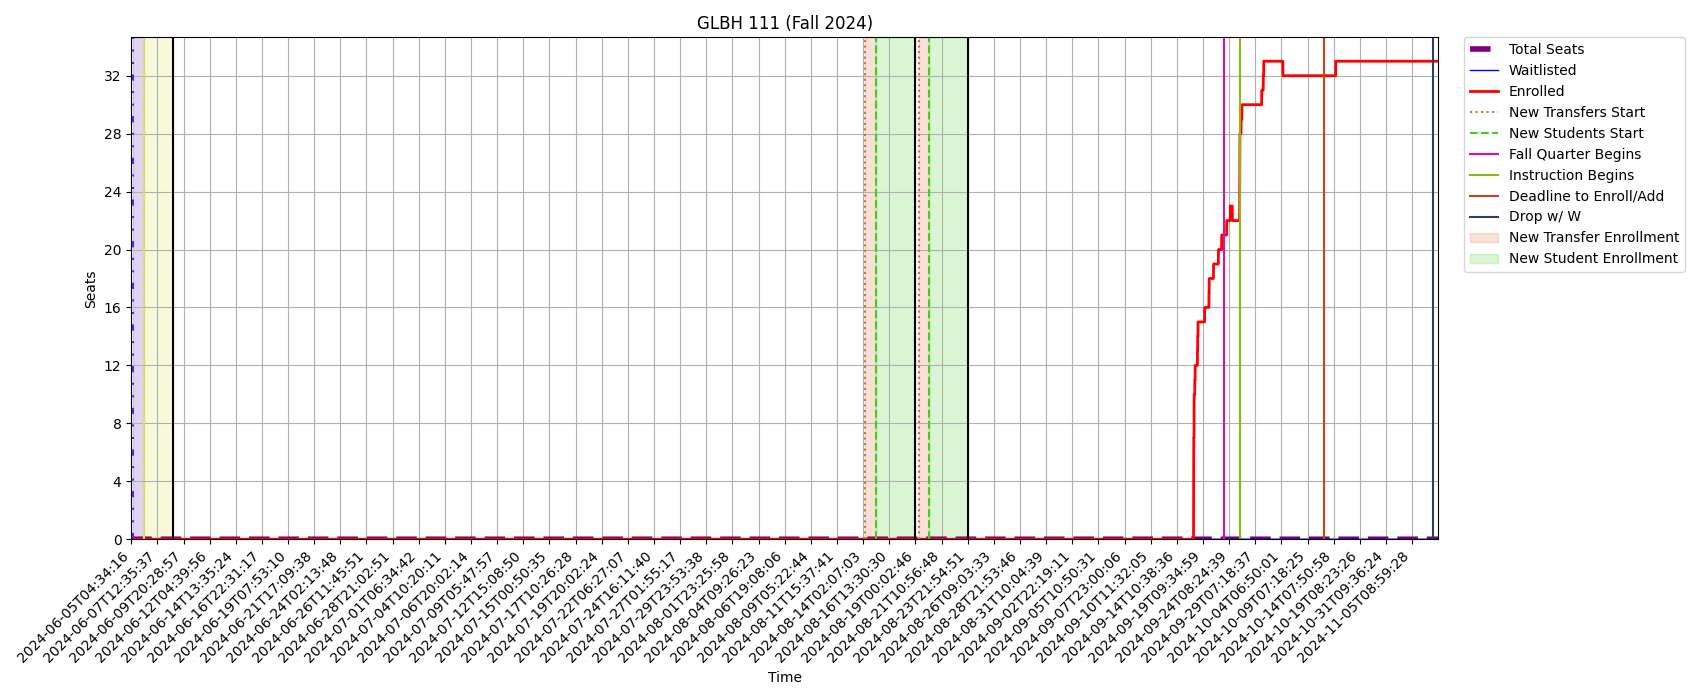 GLBH 111 (Fall 2024)
Total Seats
Waitlisted
Enrolled
New Transfers Start
New Students Start
Fall Quarter Begins
Instruction Begins
Deadline to Enroll/Add
Drop w/ W
New Transfer Enrollment
New Student Enrollment
Seats
32
28
24
20
16
12
8
4
0
2024-06-05T04:34:16
2024-06-07T12:35:37
2024-06-09T20:28:57
2024-06-12T04:39:56
2024-06-14T13:35:24
2024-06-16T22:31:17
2024-06-19T07:53:10
2024-06-21T17:09:38
2024-06-24T02:13:48
2024-06-26T11:45:51
2024-06-28T21:02:51
2024-07-01T06:34:42
2024-07-04T10:20:11
2024-07-06T20:02:14
2024-07-09T05:47:57
2024-07-12T15:08:50
2024-07-15T00:50:35
2024-07-17T10:26:28
2024-07-19T20:02:24
2024-07-22T06:27:07
2024-07-24T16:11:40
2024-07-27T01:55:17
2024-07-29T23:53:38
2024-08-01T23:25:58
2024-08-04T09:26:23
2024-08-06T19:08:06
2024-08-09T05:22:44
2024-08-11T15:37:41
2024-08-14T02:07:03
2024-08-16T13:30:30
2024-08-19T00:02:46
2024-08-21T10:56:48
2024-08-23T21:54:51
2024-08-26T09:03:33
2024-08-28T21:53:46
2024-08-31T10:04:39
2024-09-02T22:19:11
2024-09-05T10:50:31
2024-09-07T23:00:06
2024-09-10T11:32:05
2024-09-14T10:38:36
2024-09-19T09:34:59
2024-09-24T08:24:39
2024-09-29T07:18:37
2024-10-04T06:50:01
2024-10-09T07:18:25
2024-10-14T07:50:58
2024-10-19T08:23:26
2024-10-31T09:36:24
2024-11-05T08:59:28
Time